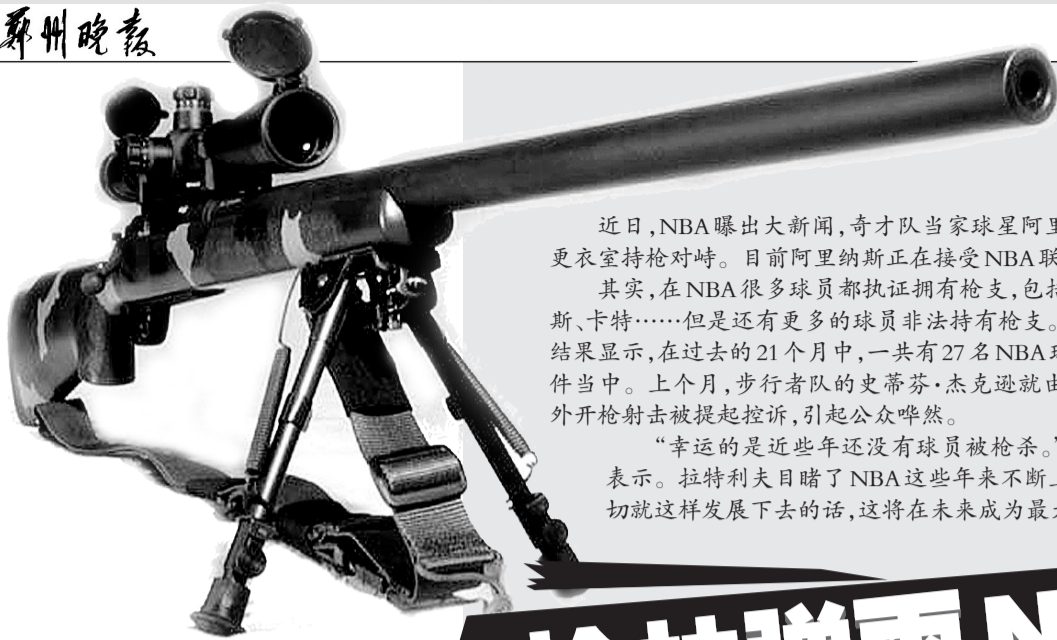 郑州晚报
近日,NBA曝出大新闻,奇才队当家球星阿里
更衣室持枪对峙。目前阿里纳斯正在接受NBA联
其实,在NBA很多球员都执证拥有枪支,包括
斯、卡特……但是还有更多的球员非法持有枪支。
结果显示,在过去的21个月中,一共有27名NBA球
件当中。上个月,步行者队的史蒂芬·杰克逊就由
外开枪射击被提起控诉,引起公众哗然。
“幸运的是近些年还没有球员被枪杀。”
表示。拉特利夫目睹了NBA这些年来不断上
切就这样发展下去的话,这将在未来成为最大